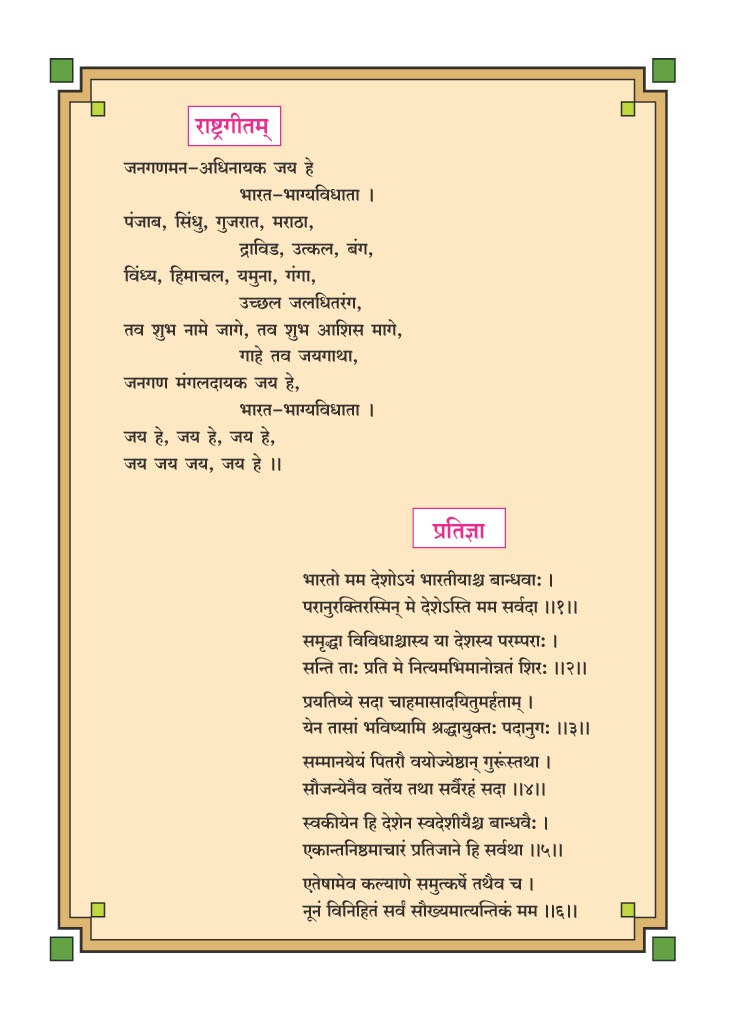 राष्ट्रगीतम्
जनगणमन–अधिनायक जय हे
भारत–भाग्यविधाता ।
पंजाब, सिंधु, गुजरात, मराठा,
द्राविड, उत्कल, बंग,
विंध्य, हिमाचल, यमुना, गंगा,
उच्छल जलधितरंग,
तव शुभ नामे जागे, तव शुभ आशिस मागे,
गाहे तव जयगाथा,
जनगण मंगलदायक जय हे,
भारत–भाग्यविधाता ।
जय हे, जय हे, जय हे,
जय जय जय, जय हे ।।
प्रतिज्ञा
भारतो मम देशोऽयं भारतीयाश्च बान्धवाः ।
परानुरक्तिरस्मिन् मे देशेऽस्ति मम सर्वदा ।।१।।
समृद्धा विविधाश्चास्य या देशस्य परम्पराः ।
सन्ति ताः प्रति मे नित्यमभिमानोन्नतं शिरः ।।२।।
प्रयतिष्ये सदा चाहमासादयितुमर्हताम् ।
येन तासां भविष्यामि श्रद्धायुक्तः पदानुगः ।।३।।
सम्मानयेयं पितरौ वयोज्येष्ठान् गुरूंस्तथा ।
सौजन्येनैव वर्तेय तथा सर्वैरहं सदा ।।४।।
स्वकीयेन हि देशेन स्वदेशीयैश्च बान्धवैः ।
एकान्तनिष्ठमाचारं प्रतिजाने हि सर्वथा ।।५।।
एतेषामेव कल्याणे समुत्कर्षे तथैव च ।
नूनं विनिहितं सर्वं सौख्यमात्यन्तिकं मम ।।६।।